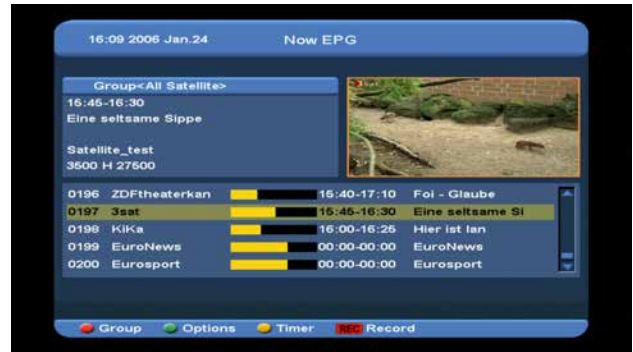 16:09 2006 Jan.24 Now EPG
Group<All Satellite>
15:45-16:30
Eine seltsame Sippe
Satellite_test
3500 H 27500
0196 ZDFtheaterkan 15:40-17:10 Foi - Glaube
0197 3sat 15:45-16:30 Eine seltsame Si
0198 KiKa 16:00-16:25 Hier ist Ian
0199 EuroNews 00:00-00:00 EuroNews
0200 Eurosport 00:00-00:00 Eurosport
Group Options Timer REC Record